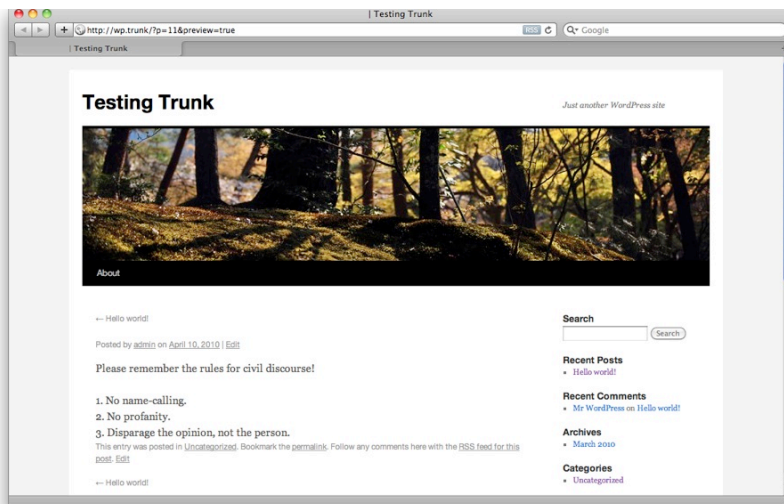 | Testing Trunk
http://wp.trunk/?p=11&preview=true
RSS
Google
| Testing Trunk
Testing Trunk
Just another WordPress site
About
← Hello world!
Posted by admin on April 10, 2010 | Edit
Please remember the rules for civil discourse!
1. No name-calling.
2. No profanity.
3. Disparage the opinion, not the person.
This entry was posted in Uncategorized. Bookmark the permalink. Follow any comments here with the RSS feed for this
post. Edit
← Hello world!
Search
Search
Recent Posts
Hello world!
Recent Comments
Mr WordPress on Hello world!
Archives
March 2010
Categories
Uncategorized